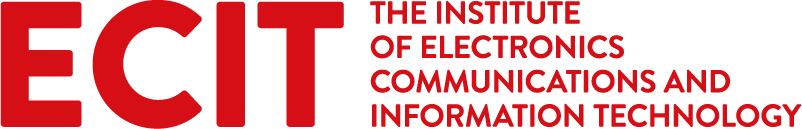 ECIT
THE INSTITUTE
OF ELECTRONICS
COMMUNICATIONS AND
INFORMATION TECHNOLOGY